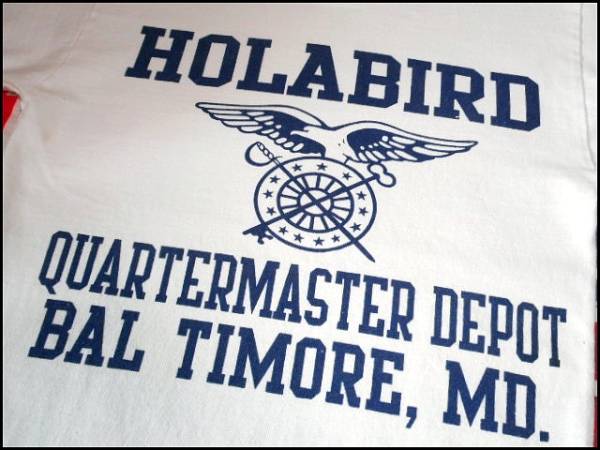 HOLABIRD
QUARTERMASTER DEPOT
BAL TIMORE, MD.